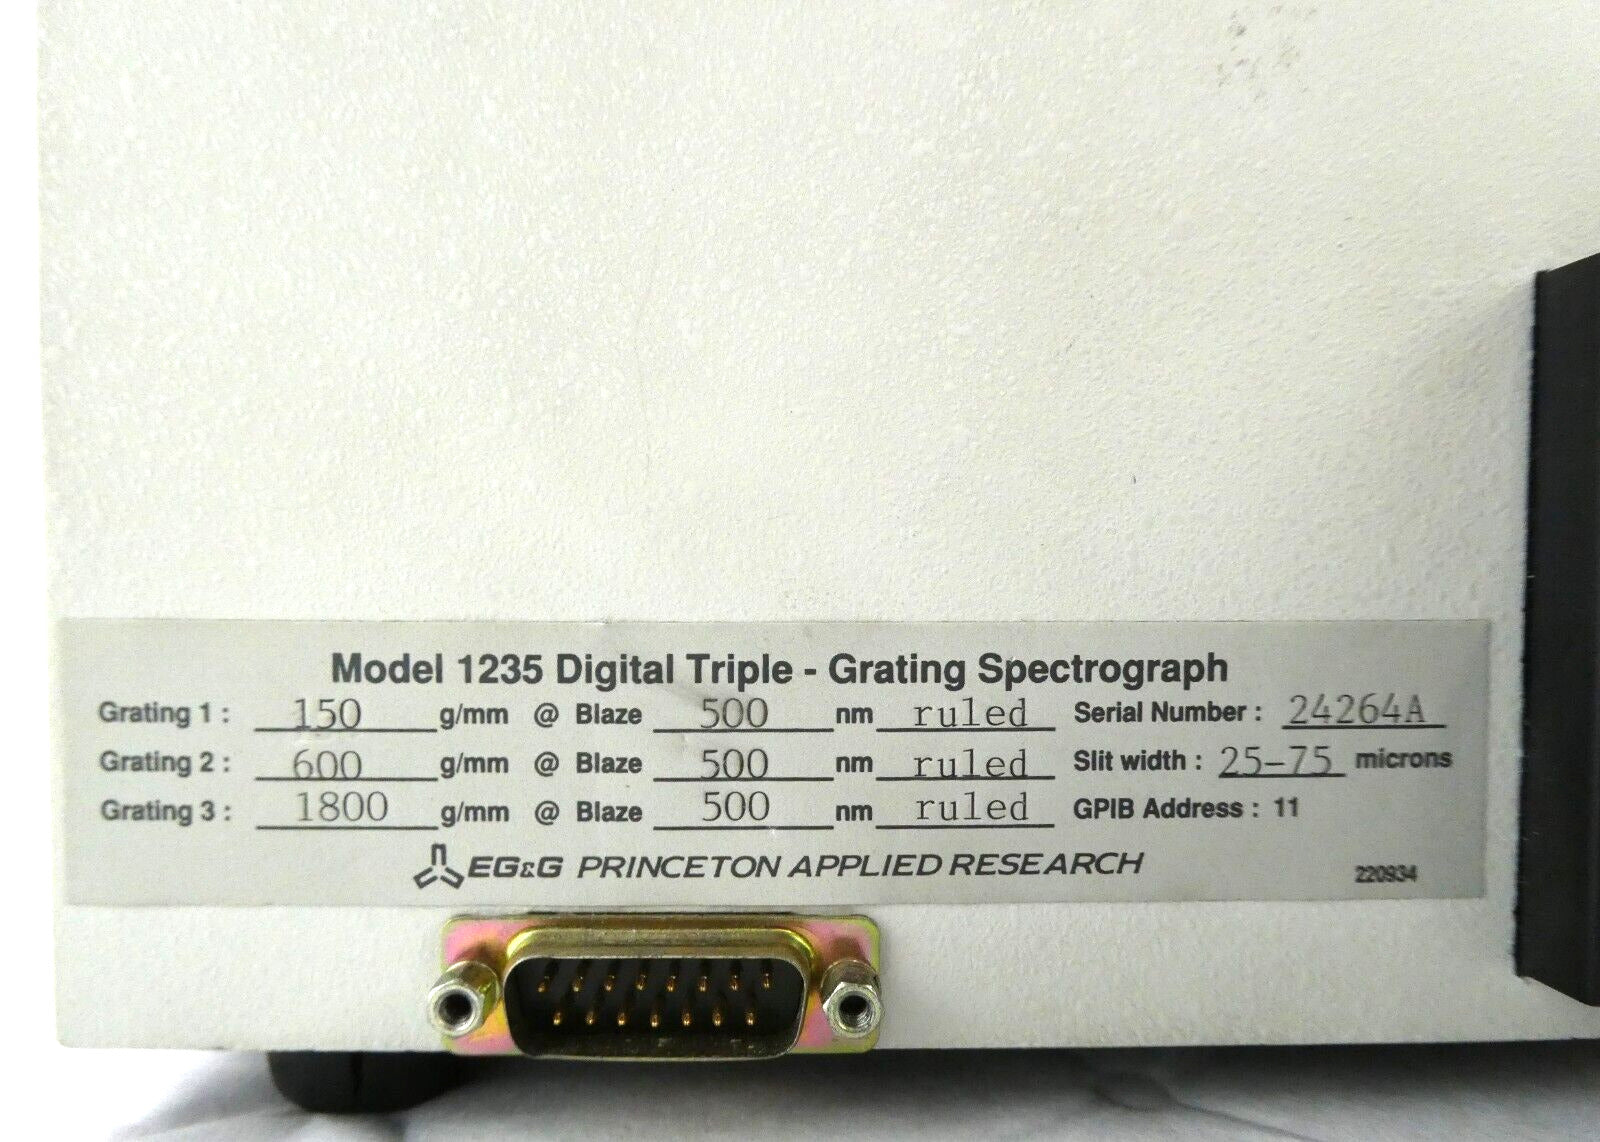 Model 1235 Digital Triple - Grating Spectrograph
Grating 1 : 150 g/mm @ Blaze 500 nm ruled Serial Number : 24264A
Grating 2 : 600 g/mm @ Blaze 500 nm ruled Slit width : 25-75 microns
Grating 3 : 1800 g/mm @ Blaze 500 nm ruled GPIB Address : 11
EG&G PRINCETON APPLIED RESEARCH
220934